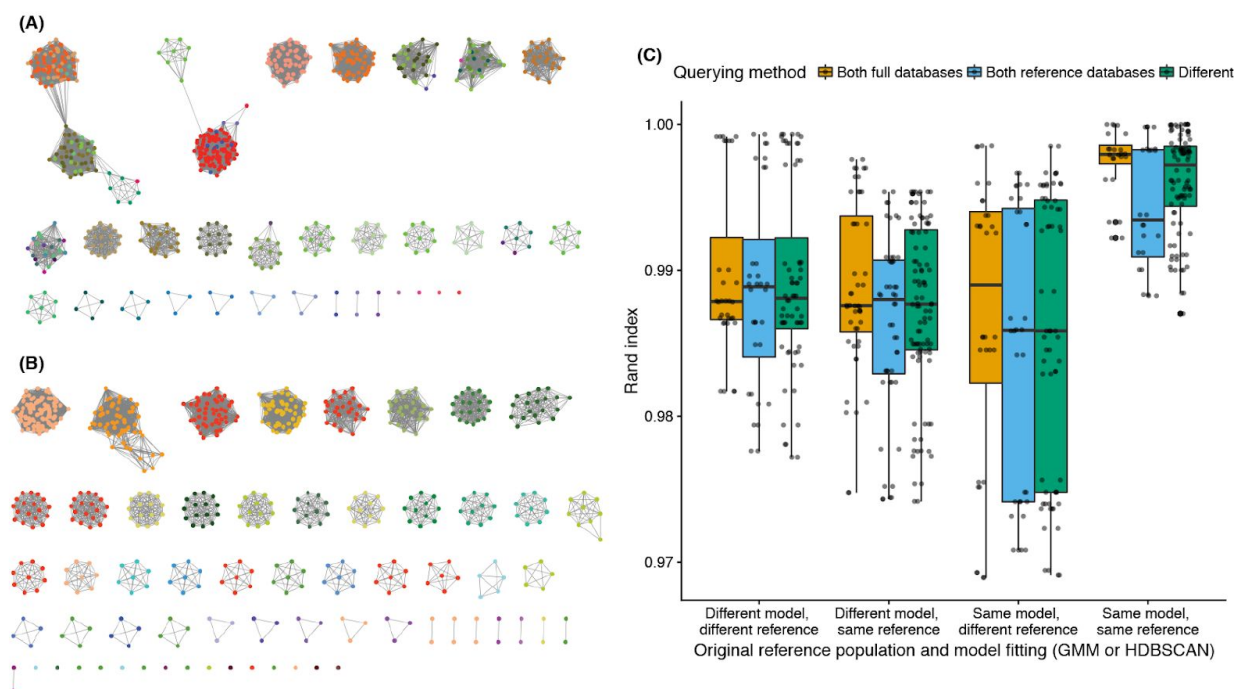 (A)
(B)
(C)
Querying method Both full databases Both reference databases Different
1.00
0.99
0.98
0.97
Rand index
Different model,
different reference
Different model,
same reference
Same model,
different reference
Same model,
same reference
Original reference population and model fitting (GMM or HDBSCAN)